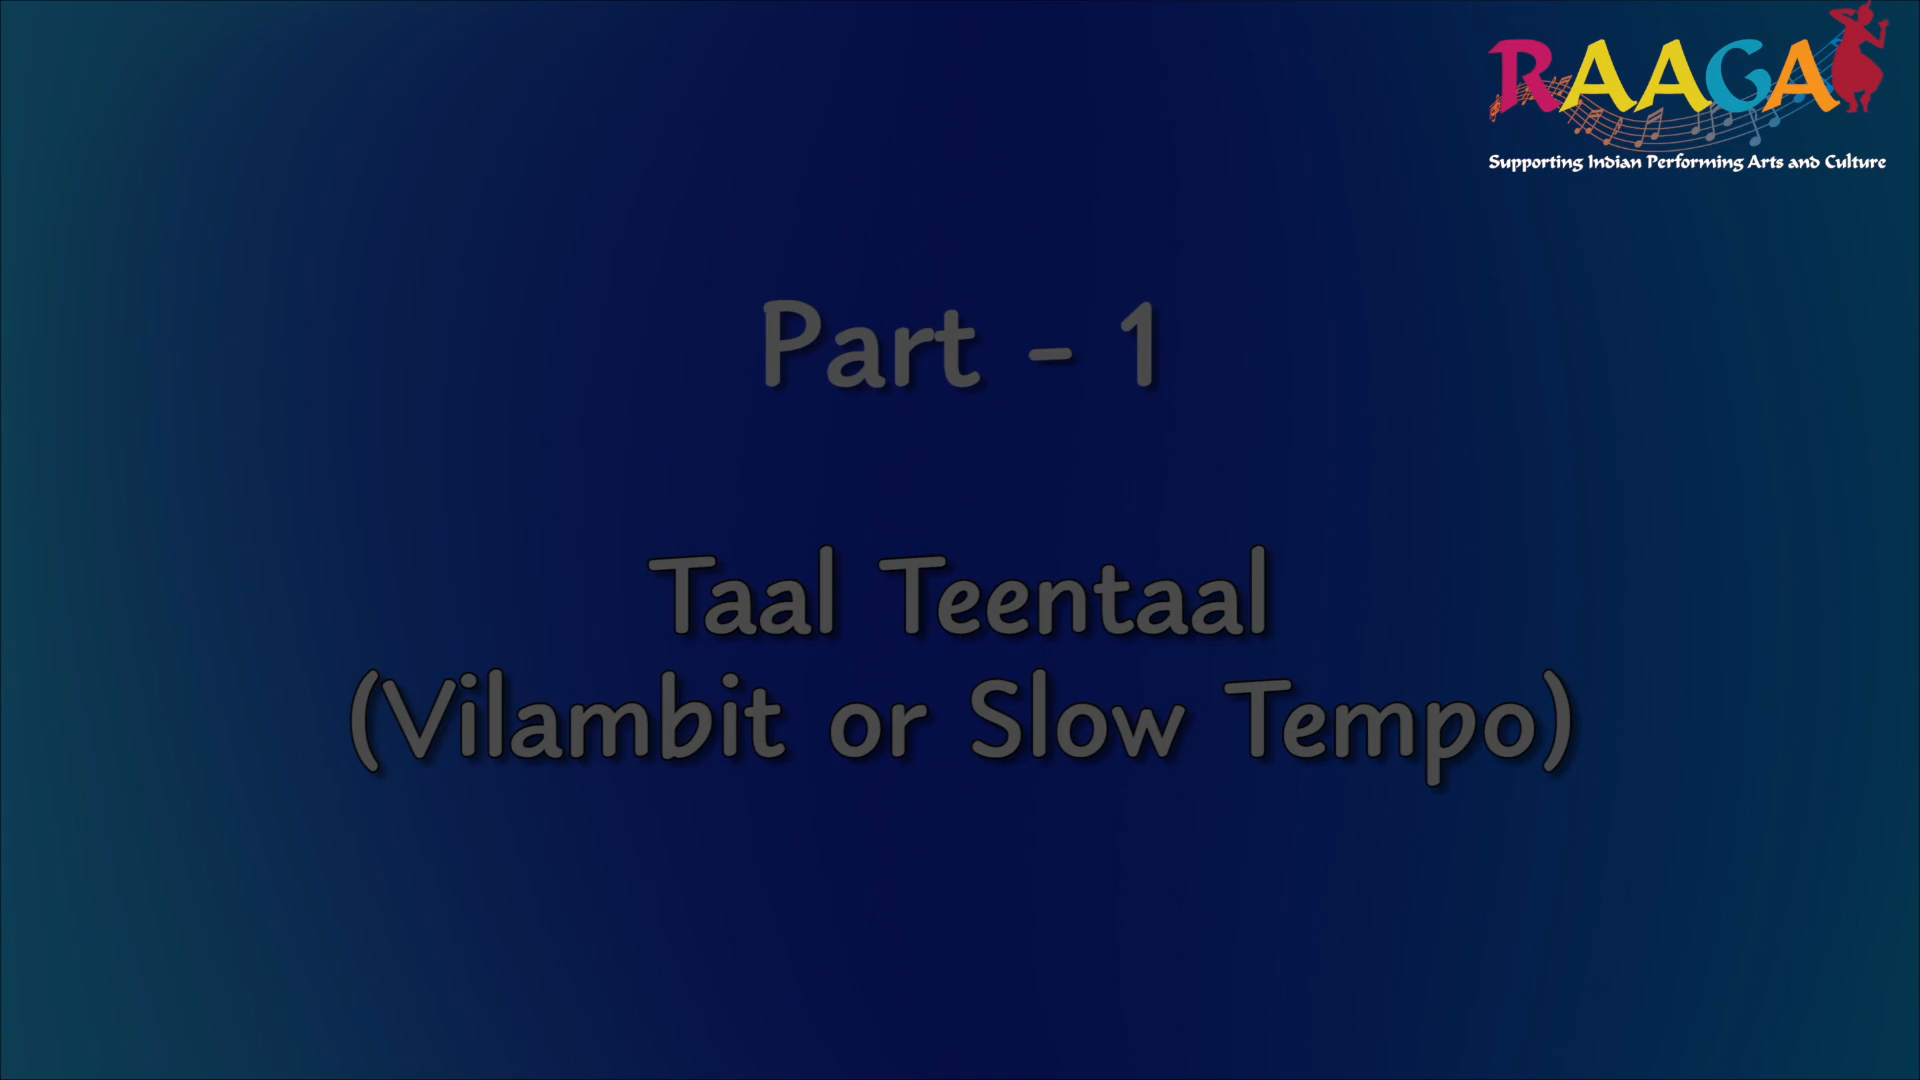 RAAGA
Supporting Indian Performing Arts and Culture
Part - 1
Taal Teentaal
(Vilambit or Slow Tempo)